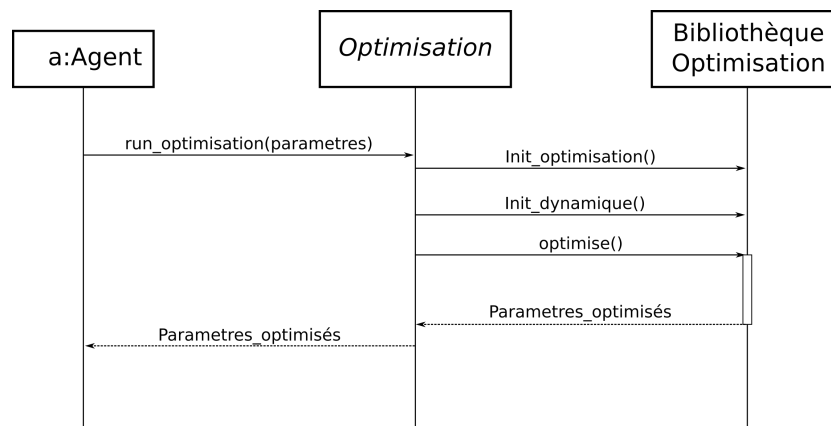 a:Agent
Optimisation
Bibliothèque
Optimisation
run_optimisation(parametres)
Init_optimisation()
Init_dynamique()
optimise()
Parametres_optimisés
Parametres_optimisés